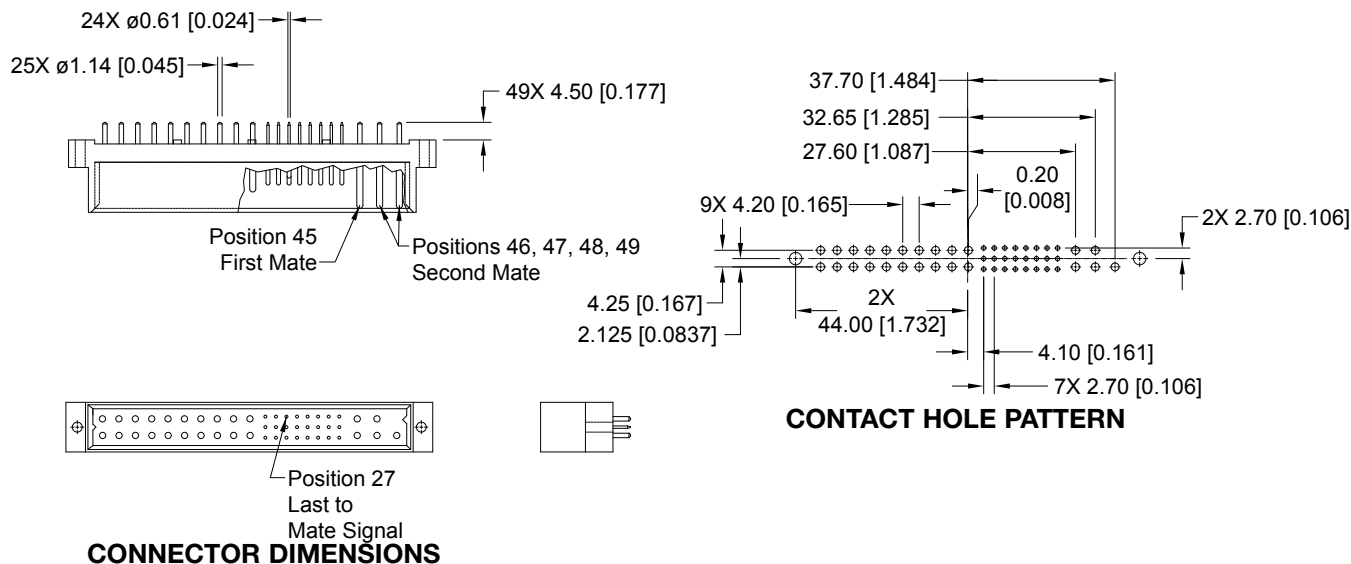 24X ø0.61 [0.024]
25X ø1.14 [0.045]
49X 4.50 [0.177]
Position 45
First Mate
Positions 46, 47, 48, 49
Second Mate
Position 27
Last to
Mate Signal
CONNECTOR DIMENSIONS
37.70 [1.484]
32.65 [1.285]
27.60 [1.087]
0.20
[0.008]
9X 4.20 [0.165]
2X 2.70 [0.106]
4.25 [0.167]
2.125 [0.0837]
2X
44.00 [1.732]
4.10 [0.161]
7X 2.70 [0.106]
CONTACT HOLE PATTERN